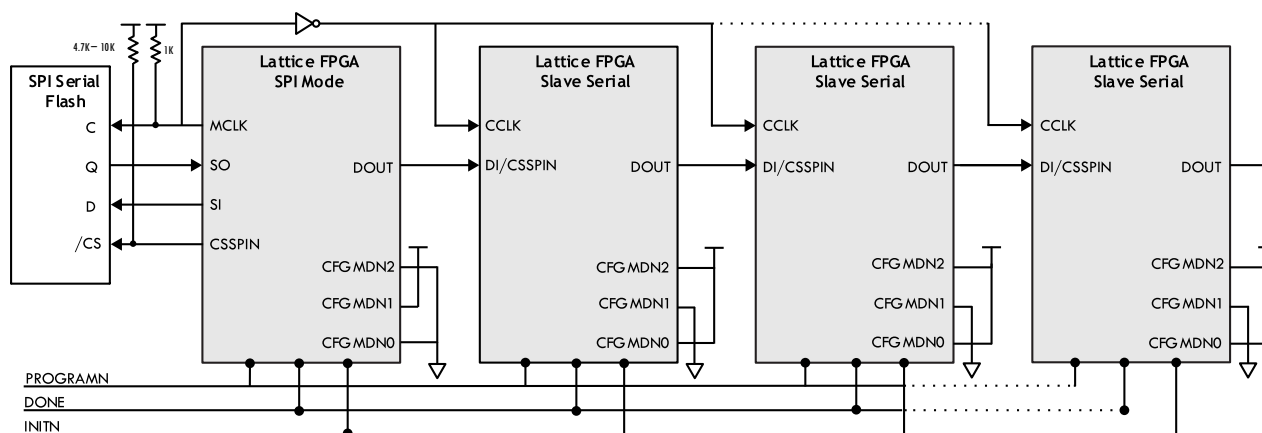 4.7K– 10K
1K
SPI Serial
Flash
C
Q
D
/CS
Lattice FPGA
SPI Mode
MCLK
SO
SI
CSSPIN
DOUT
CFGMDN2
CFGMDN1
CFGMDN0
Lattice FPGA
Slave Serial
CCLK
DI/CSSPIN
DOUT
CFGMDN2
CFGMDN1
CFGMDN0
Lattice FPGA
Slave Serial
CCLK
DI/CSSPIN
DOUT
CFGMDN2
CFGMDN1
CFGMDN0
Lattice FPGA
Slave Serial
CCLK
DI/CSSPIN
DOUT
CFGMDN2
CFGMDN1
CFGMDN0
PROGRAMN
DONE
INITN